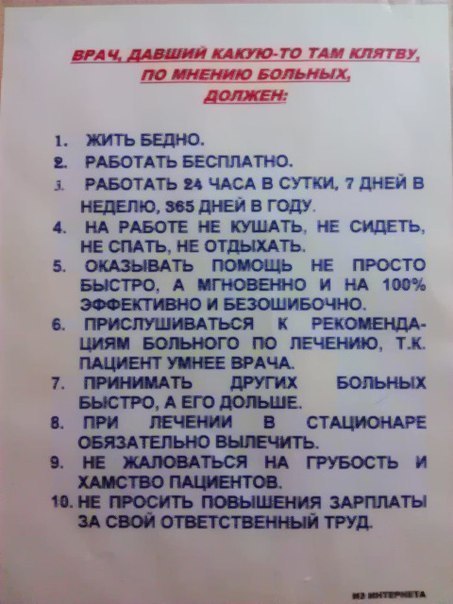 ВРАЧ, ДАВШИЙ КАКУЮ-ТО ТАМ КЛЯТВУ,
ПО МНЕНИЮ БОЛЬНЫХ,
ДОЛЖЕН:
1. ЖИТЬ БЕДНО.
2. РАБОТАТЬ БЕСПЛАТНО.
3. РАБОТАТЬ 24 ЧАСА В СУТКИ, 7 ДНЕЙ В
НЕДЕЛЮ, 365 ДНЕЙ В ГОДУ.
4. НА РАБОТЕ НЕ КУШАТЬ, НЕ СИДЕТЬ,
НЕ СПАТЬ, НЕ ОТДЫХАТЬ.
5. ОКАЗЫВАТЬ ПОМОЩЬ НЕ ПРОСТО
БЫСТРО, А МГНОВЕННО И НА 100%
ЭФФЕКТИВНО И БЕЗОШИБОЧНО.
6. ПРИСЛУШИВАТЬСЯ К РЕКОМЕНДА-
ЦИЯМ БОЛЬНОГО ПО ЛЕЧЕНИЮ, Т.К.
ПАЦИЕНТ УМНЕЕ ВРАЧА.
7. ПРИНИМАТЬ ДРУГИХ БОЛЬНЫХ
БЫСТРО, А ЕГО ДОЛЬШЕ.
8. ПРИ ЛЕЧЕНИИ В СТАЦИОНАРЕ
ОБЯЗАТЕЛЬНО ВЫЛЕЧИТЬ.
9. НЕ ЖАЛОВАТЬСЯ НА ГРУБОСТЬ И
ХАМСТВО ПАЦИЕНТОВ.
10. НЕ ПРОСИТЬ ПОВЫШЕНИЯ ЗАРПЛАТЫ
ЗА СВОЙ ОТВЕТСТВЕННЫЙ ТРУД.
ИЗ ИНТЕРНЕТА